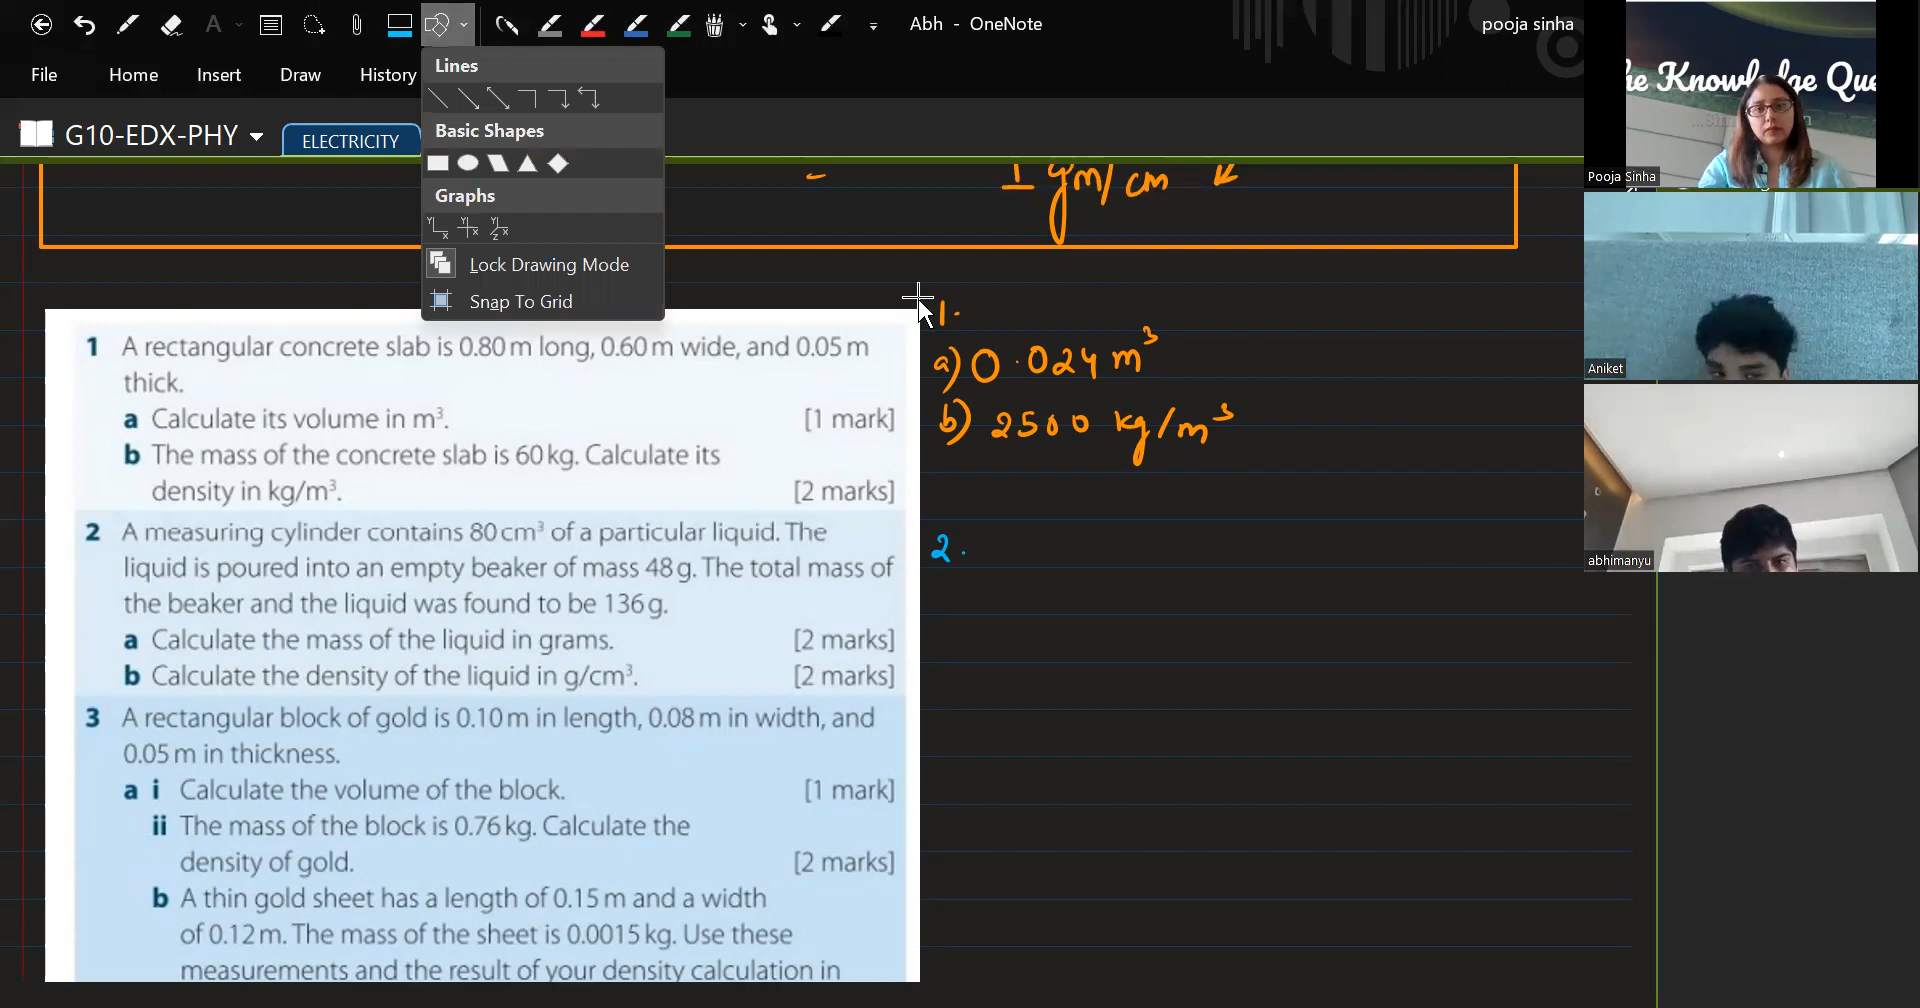 Abh - OneNote
pooja sinha
File Home Insert Draw History
Lines
Basic Shapes
Graphs
Lock Drawing Mode
Snap To Grid
G10-EDX-PHY
ELECTRICITY
he Knowledge Que
Pooja Sinha
Aniket
abhimanyu
1 gm/cm
1 A rectangular concrete slab is 0.80 m long, 0.60 m wide, and 0.05 m
thick.
a Calculate its volume in m³. [1 mark]
b The mass of the concrete slab is 60 kg. Calculate its
density in kg/m³. [2 marks]
2 A measuring cylinder contains 80 cm³ of a particular liquid. The
liquid is poured into an empty beaker of mass 48 g. The total mass of
the beaker and the liquid was found to be 136 g.
a Calculate the mass of the liquid in grams. [2 marks]
b Calculate the density of the liquid in g/cm³. [2 marks]
3 A rectangular block of gold is 0.10 m in length, 0.08 m in width, and
0.05 m in thickness.
a i Calculate the volume of the block. [1 mark]
ii The mass of the block is 0.76 kg. Calculate the
density of gold. [2 marks]
b A thin gold sheet has a length of 0.15 m and a width
of 0.12 m. The mass of the sheet is 0.0015 kg. Use these
measurements and the result of your density calculation in
1.
a) 0.024 m³
b) 2500 kg/m³
2.